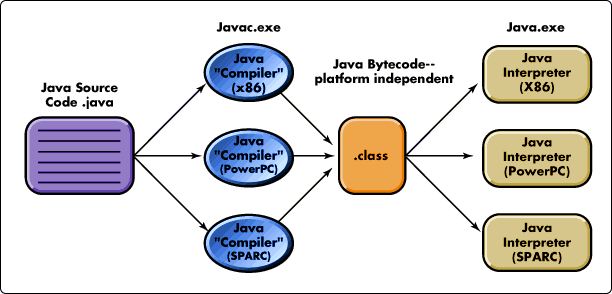 Javac.exe
Java.exe
Java Source
Code .java
Java
"Compiler"
(x86)
Java
"Compiler"
(PowerPC)
Java
"Compiler"
(SPARC)
Java Bytecode--
platform independent
.class
Java
Interpreter
(X86)
Java
Interpreter
(PowerPC)
Java
Interpreter
(SPARC)